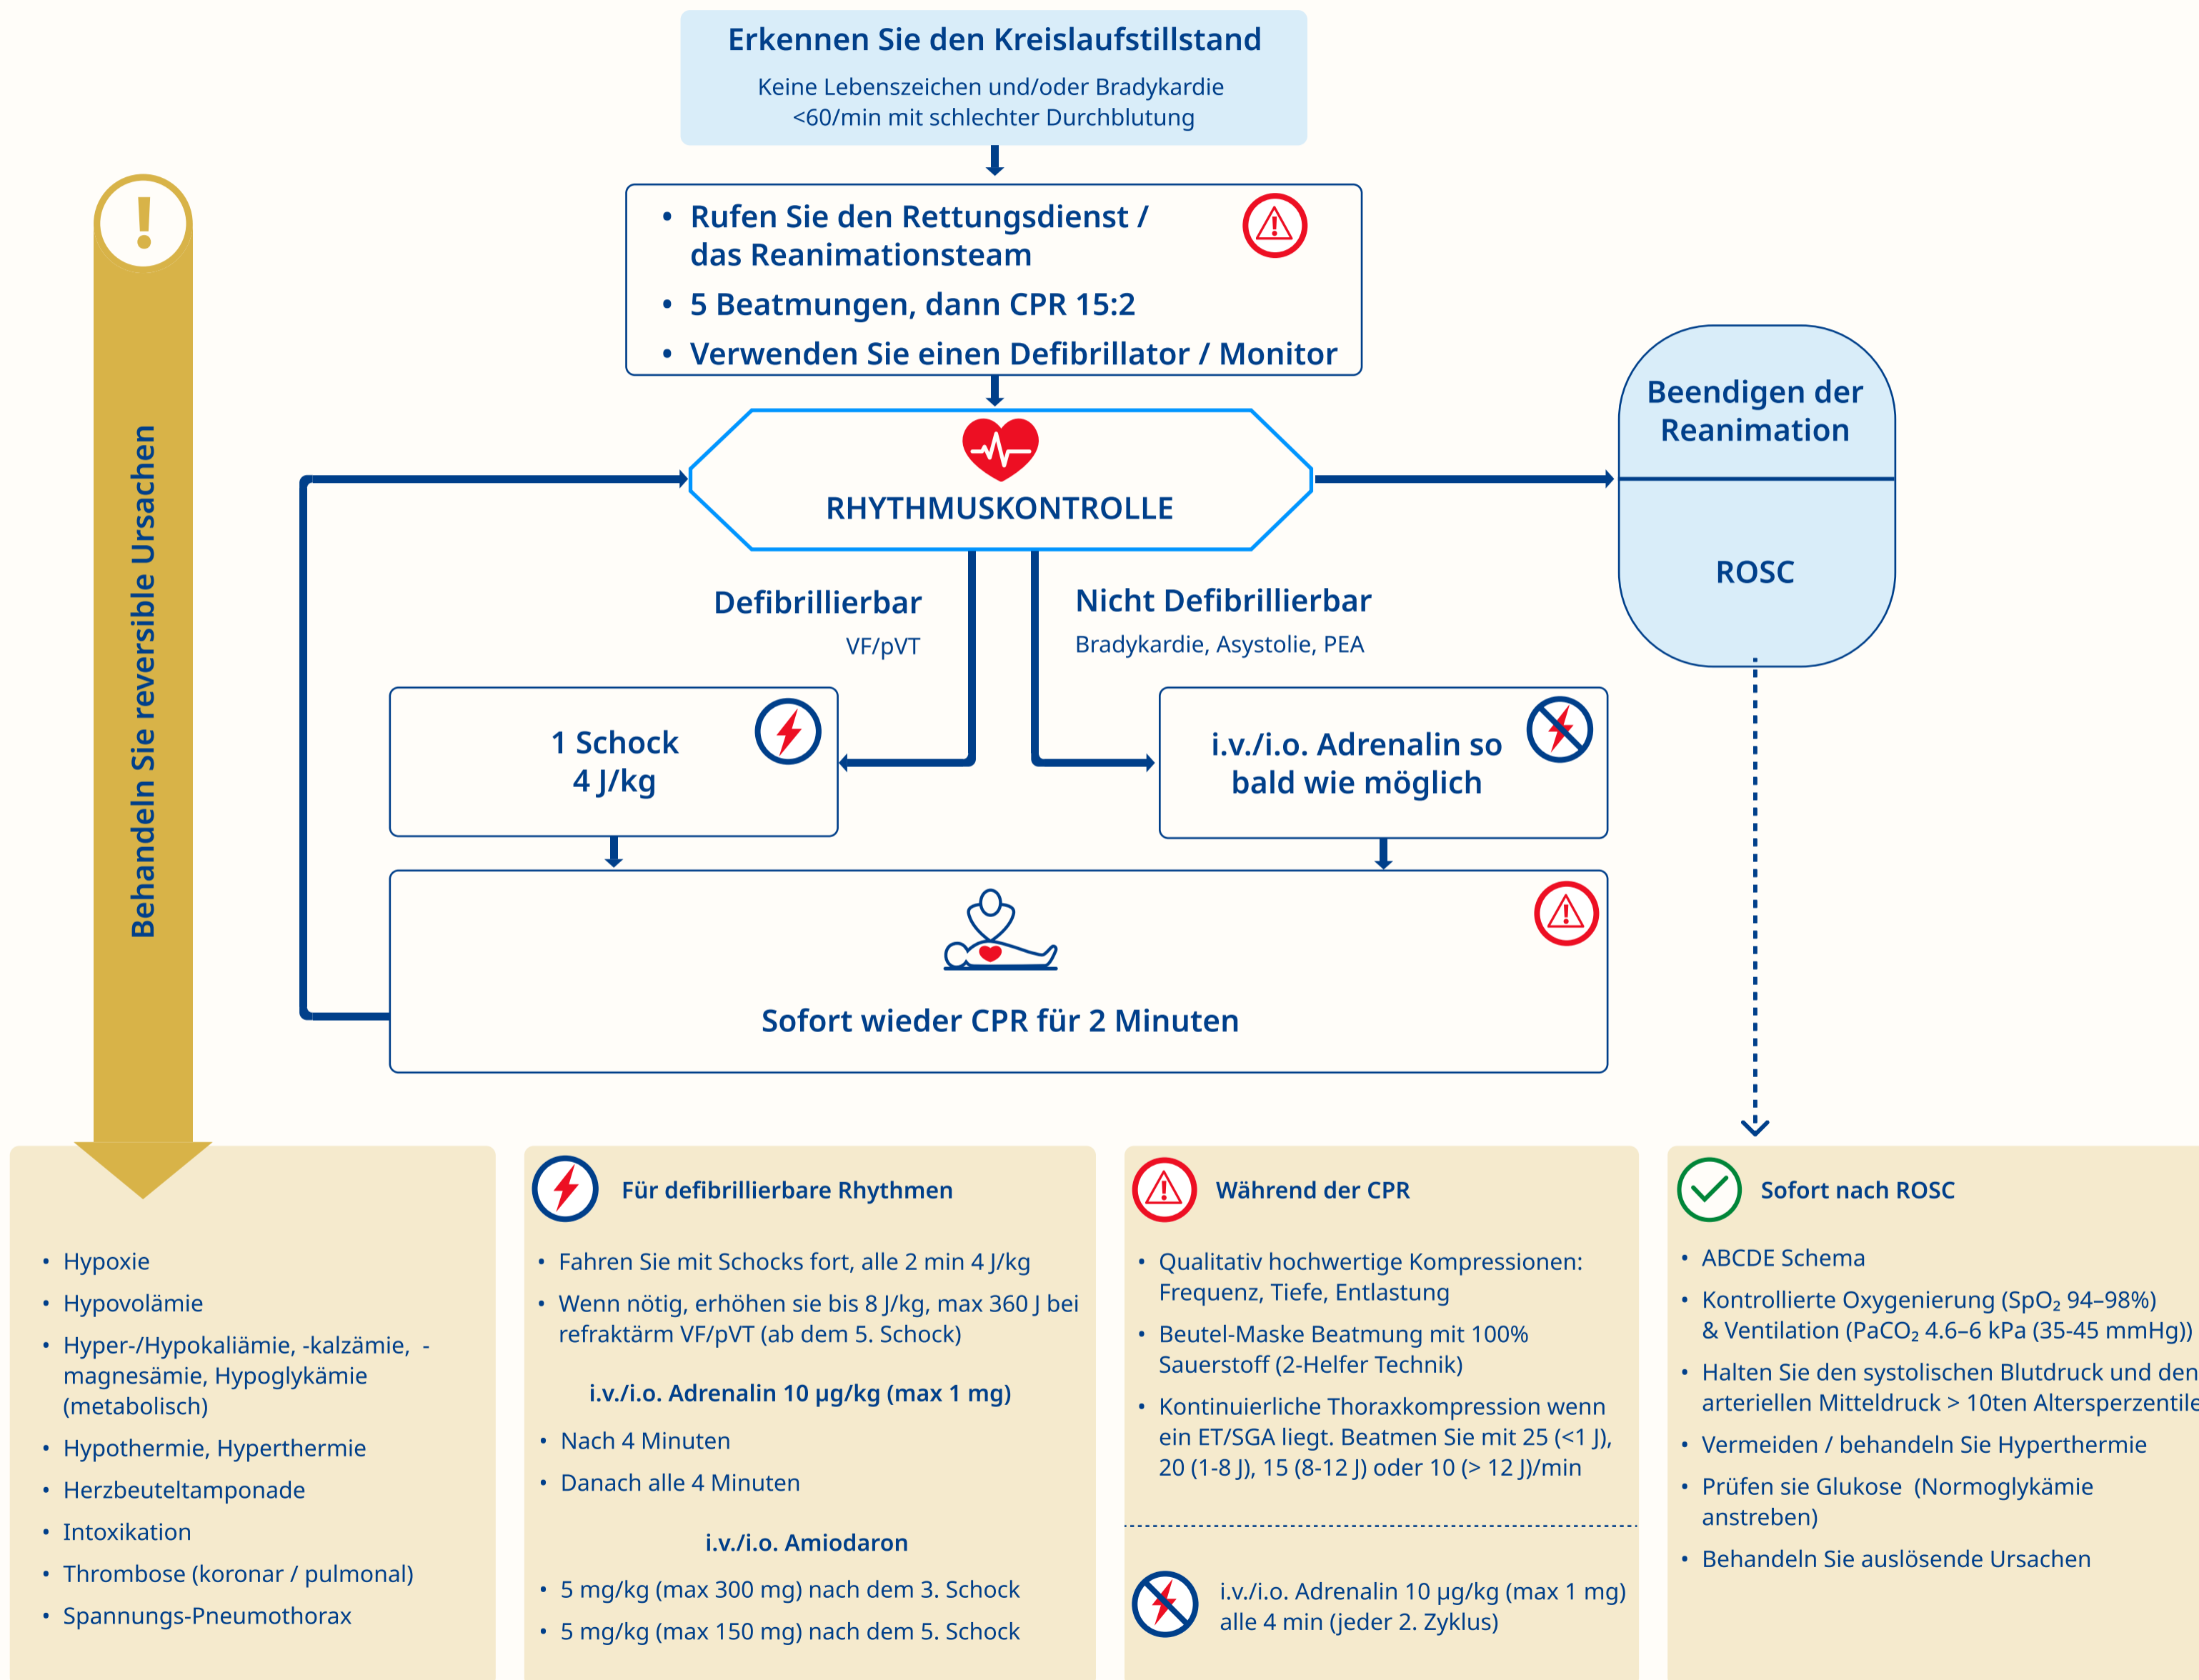 Erkennen Sie den Kreislaufstillstand
Keine Lebenszeichen und/oder Bradykardie
<60/min mit schlechter Durchblutung
• Rufen Sie den Rettungsdienst /
das Reanimationsteam
• 5 Beatmungen, dann CPR 15:2
• Verwenden Sie einen Defibrillator / Monitor
RHYTHMUSKONTROLLE
Beendigen der
Reanimation
ROSC
Defibrillierbar
VF/pVT
Nicht Defibrillierbar
Bradykardie, Asystolie, PEA
1 Schock
4 J/kg
i.v./i.o. Adrenalin so
bald wie möglich
Sofort wieder CPR für 2 Minuten
Behandeln Sie reversible Ursachen
• Hypoxie
• Hypovolämie
• Hyper-/Hypokaliämie, -kalzämie, -
magnesämie, Hypoglykämie
(metabolisch)
• Hypothermie, Hyperthermie
• Herzbeuteltamponade
• Intoxikation
• Thrombose (koronar / pulmonal)
• Spannungs-Pneumothorax
Für defibrillierbare Rhythmen
• Fahren Sie mit Schocks fort, alle 2 min 4 J/kg
• Wenn nötig, erhöhen sie bis 8 J/kg, max 360 J bei
refraktärm VF/pVT (ab dem 5. Schock)
i.v./i.o. Adrenalin 10 µg/kg (max 1 mg)
• Nach 4 Minuten
• Danach alle 4 Minuten
i.v./i.o. Amiodaron
• 5 mg/kg (max 300 mg) nach dem 3. Schock
• 5 mg/kg (max 150 mg) nach dem 5. Schock
Während der CPR
• Qualitativ hochwertige Kompressionen:
Frequenz, Tiefe, Entlastung
• Beutel-Maske Beatmung mit 100%
Sauerstoff (2-Helfer Technik)
• Kontinuierliche Thoraxkompression wenn
ein ET/SGA liegt. Beatmen Sie mit 25 (<1 J),
20 (1-8 J), 15 (8-12 J) oder 10 (> 12 J)/min
i.v./i.o. Adrenalin 10 µg/kg (max 1 mg)
alle 4 min (jeder 2. Zyklus)
Sofort nach ROSC
• ABCDE Schema
• Kontrollierte Oxygenierung (SpO₂ 94–98%)
& Ventilation (PaCO₂ 4.6–6 kPa (35-45 mmHg))
• Halten Sie den systolischen Blutdruck und den
arteriellen Mitteldruck > 10ten Altersperzentile
• Vermeiden / behandeln Sie Hyperthermie
• Prüfen sie Glukose (Normoglykämie
anstreben)
• Behandeln Sie auslösende Ursachen